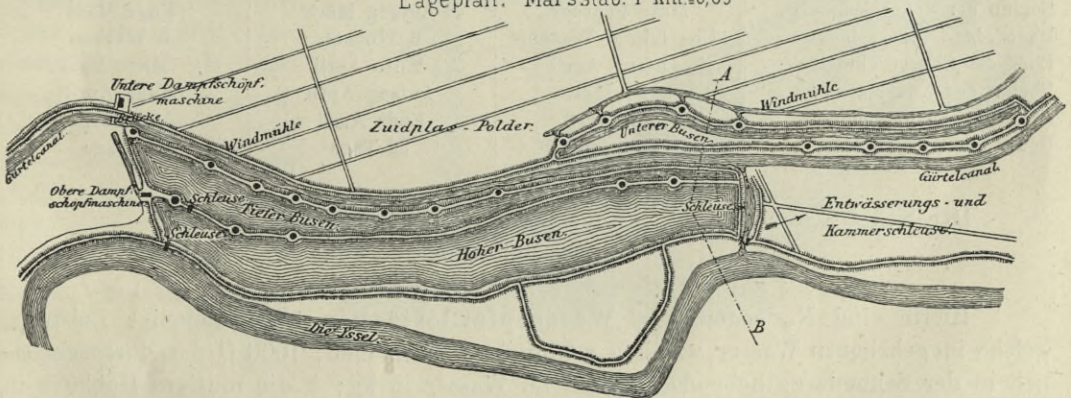 Lageplan. Maßstab. 1 Km.
A
Untere Dampfschöpf-
maschine
Brücke.
Windmühle
Windmühle
Zuidplas - Polder.
Unterer Busen.
Gürtelcanal.
Gürtelcanal.
Obere Dampf-
schöpfmaschine
Schleuse
Tiefer Busen.
Schleuse
Entwässerungs - und
Kammerschleuse.
Schleuse
Hoher Busen.
Die Yssel.
B